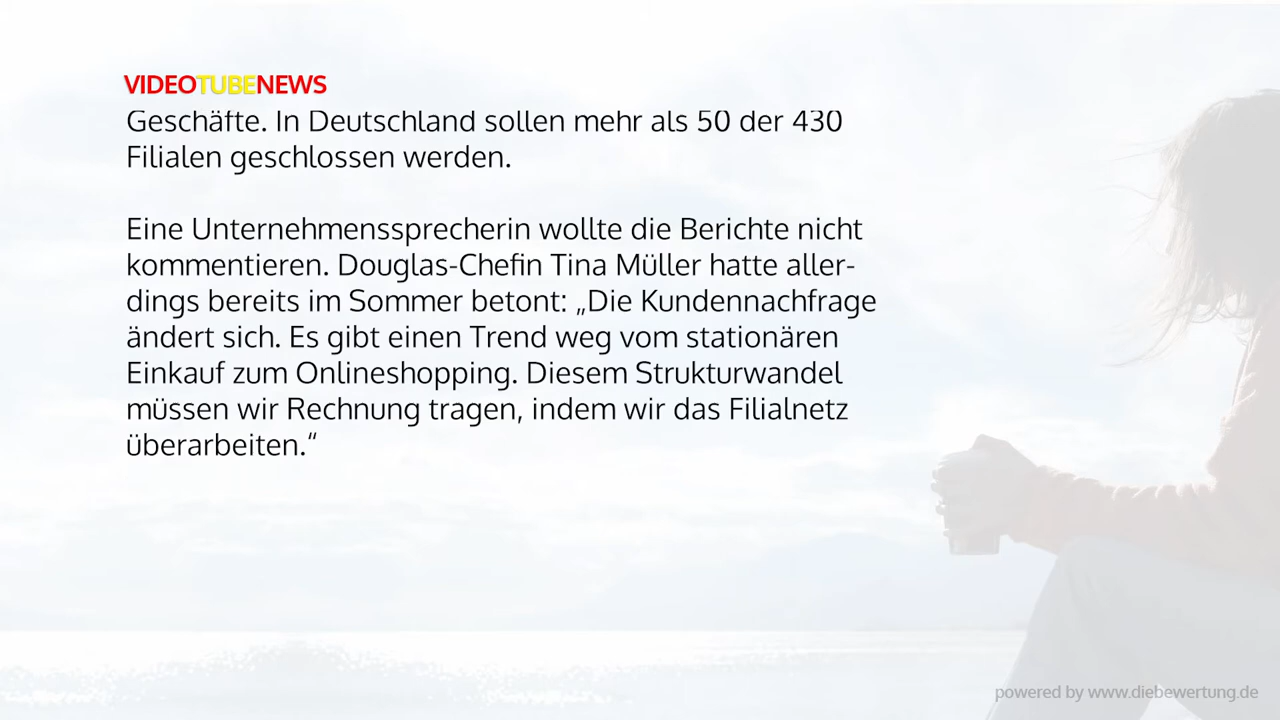 VIDEOTUBENEWS
Geschäfte. In Deutschland sollen mehr als 50 der 430
Filialen geschlossen werden.
Eine Unternehmenssprecherin wollte die Berichte nicht
kommentieren. Douglas-Chefin Tina Müller hatte aller-
dings bereits im Sommer betont: „Die Kundennachfrage
ändert sich. Es gibt einen Trend weg vom stationären
Einkauf zum Onlineshopping. Diesem Strukturwandel
müssen wir Rechnung tragen, indem wir das Filialnetz
überarbeiten.“
powered by www.diebewertung.de